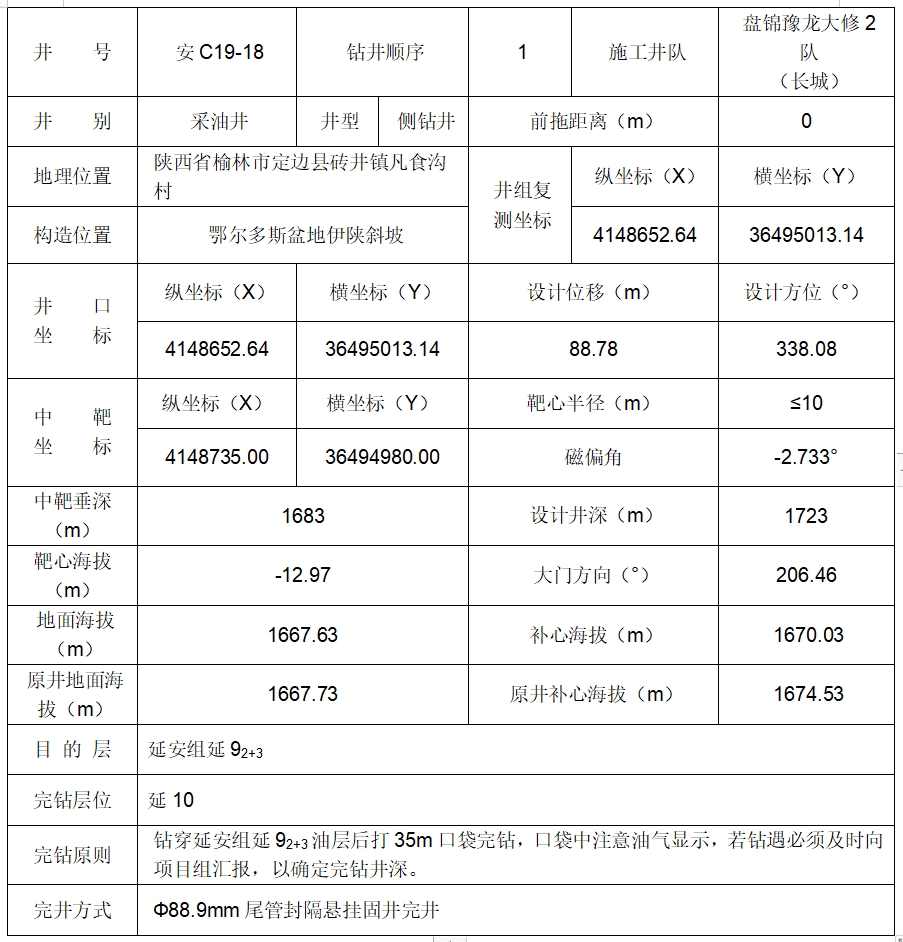 井 号 安 C19-18 钻井顺序 1 施工井队 盘锦豫龙大修 2
队
（长城）
井 别 采油井 井型 侧钻井 前拖距离（m） 0
地理位置 陕西省榆林市定边县砖井镇凡食沟
村
井组复
测坐标
纵坐标（X） 横坐标（Y）
构造位置 鄂尔多斯盆地伊陕斜坡 4148652.64 36495013.14
井 口
坐 标
纵坐标（X） 横坐标（Y） 设计位移（m） 设计方位（°）
4148652.64 36495013.14 88.78 338.08
中 靶
坐 标
纵坐标（X） 横坐标（Y） 靶心半径（m） ≤10
4148735.00 36494980.00 磁偏角 -2.733°
中靶垂深
（m）
1683 设计井深（m） 1723
靶心海拔
（m）
-12.97 大门方向（°） 206.46
地面海拔
（m）
1667.63 补心海拔（m） 1670.03
原井地面海
拔（m）
1667.73 原井补心海拔（m） 1674.53
目 的 层 延安组延 9₂₊₃
完钻层位 延 10
完钻原则 钻穿延安组延 9₂₊₃ 油层后打 35m 口袋完钻，口袋中注意油气显示，若钻遇必须及时向
项目组汇报，以确定完钻井深。
完井方式 Φ88.9mm 尾管封隔悬挂固井完井